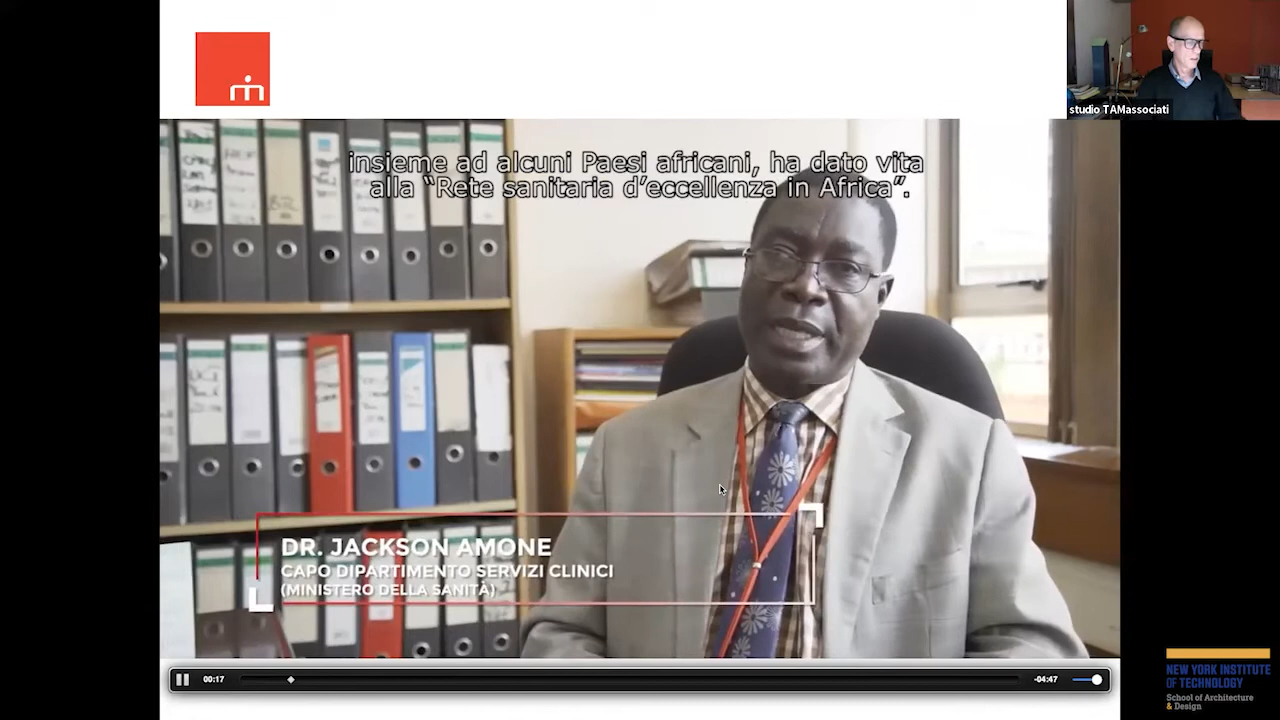 studio TAMassociati
insieme ad alcuni Paesi africani, ha dato vita
alla “Rete sanitaria d’eccellenza in Africa”.
DR. JACKSON AMONE
CAPO DIPARTIMENTO SERVIZI CLINICI
(MINISTERO DELLA SANITÀ)
00:17
-04:47
NEW YORK INSTITUTE
OF TECHNOLOGY
School of Architecture
& Design